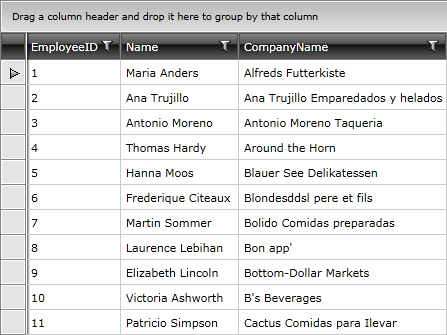 Drag a column header and drop it here to group by that column
EmployeeID Name CompanyName
1 Maria Anders Alfreds Futterkiste
2 Ana Trujillo Ana Trujillo Emparedados y helados
3 Antonio Moreno Antonio Moreno Taqueria
4 Thomas Hardy Around the Horn
5 Hanna Moos Blauer See Delikatessen
6 Frederique Citeaux Blondesddsl pere et fils
7 Martin Sommer Bolido Comidas preparadas
8 Laurence Lebihan Bon app'
9 Elizabeth Lincoln Bottom-Dollar Markets
10 Victoria Ashworth B's Beverages
11 Patricio Simpson Cactus Comidas para llevar